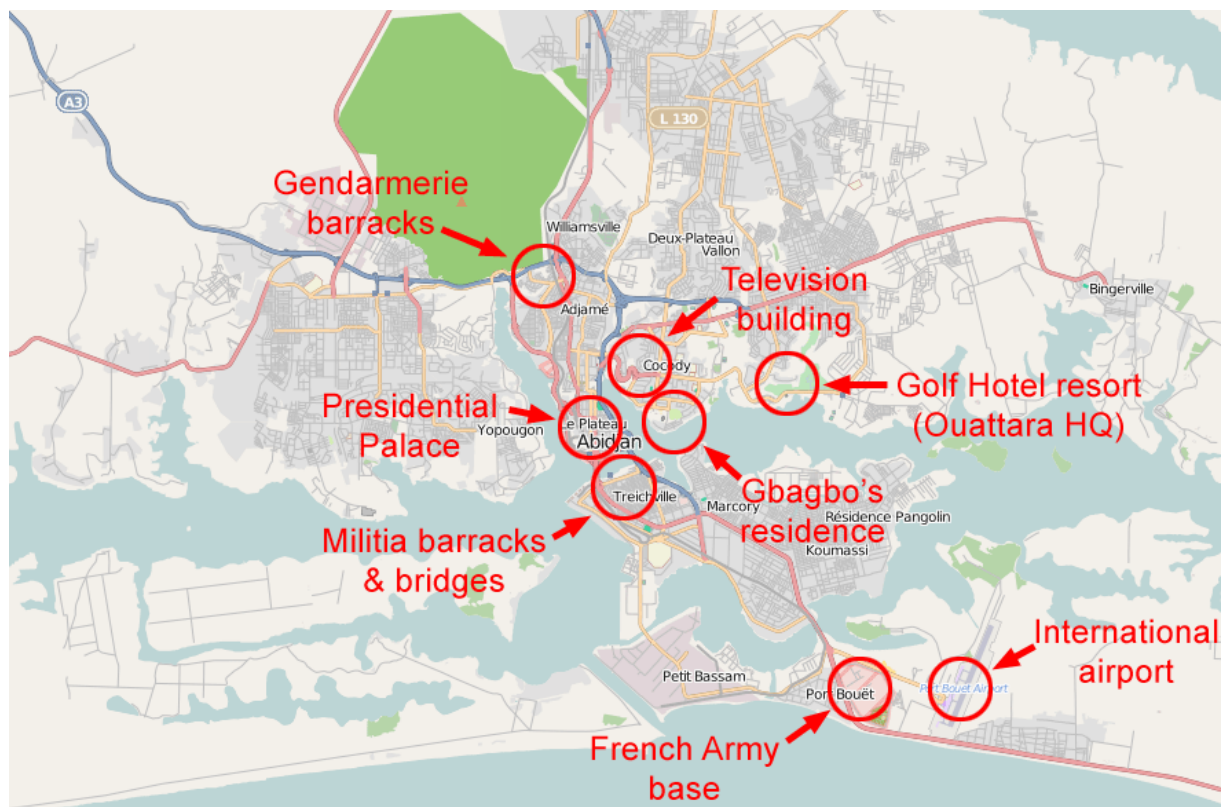 A3
L 130
Gendarmerie
barracks
Williamsville
Deux-Plateau
Vallon
Television
building
Bingerville
Adjamé
Cocody
Golf Hotel resort
(Ouattara HQ)
Presidential
Palace
Yopougon
Le Plateau
Abidjan
Gbagbo's
residence
Treichville
Marcory
Résidence Pangolin
Koumassi
Militia barracks
& bridges
International
airport
Petit Bassam
Port-Bouët
Port Bouet Airport
French Army
base